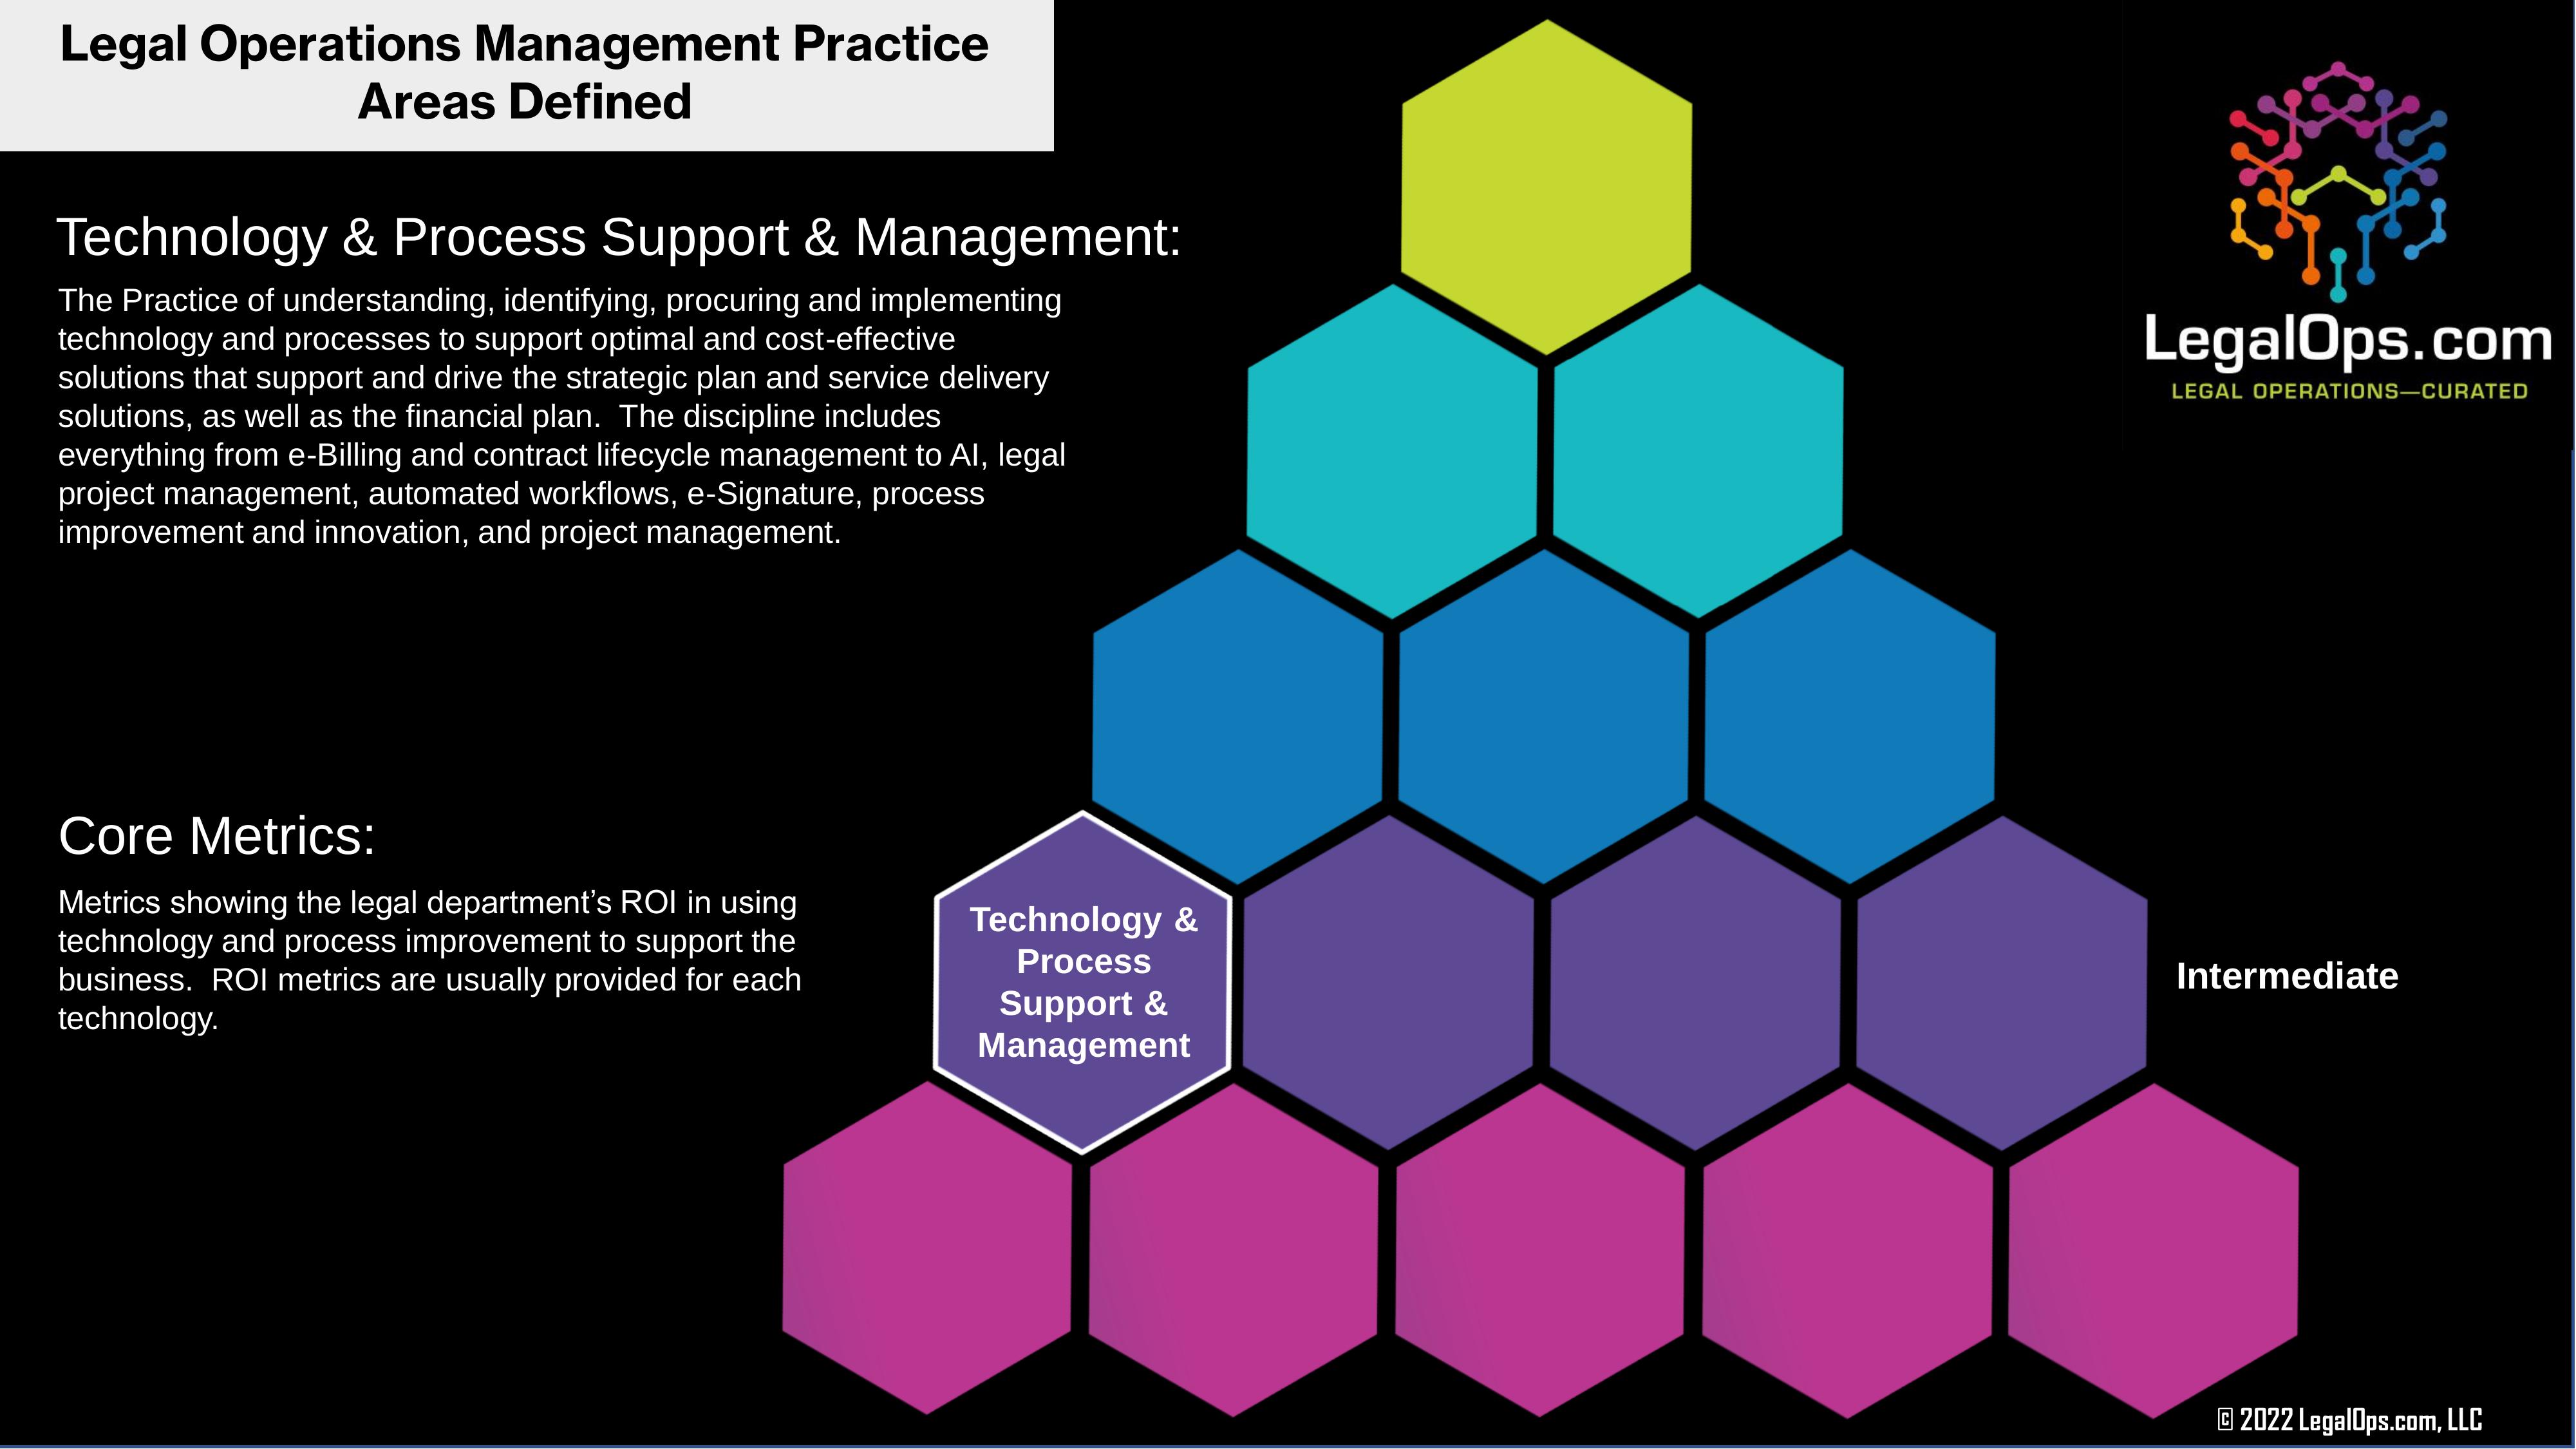 Legal Operations Management Practice
Areas Defined
Technology & Process Support & Management:
The Practice of understanding, identifying, procuring and implementing
technology and processes to support optimal and cost-effective
solutions that support and drive the strategic plan and service delivery
solutions, as well as the financial plan.  The discipline includes
everything from e-Billing and contract lifecycle management to AI, legal
project management, automated workflows, e-Signature, process
improvement and innovation, and project management.
LegalOps.com
LEGAL OPERATIONS—CURATED
Core Metrics:
Metrics showing the legal department’s ROI in using
technology and process improvement to support the
business.  ROI metrics are usually provided for each
technology.
Technology &
Process
Support &
Management
Intermediate
© 2022 LegalOps.com, LLC